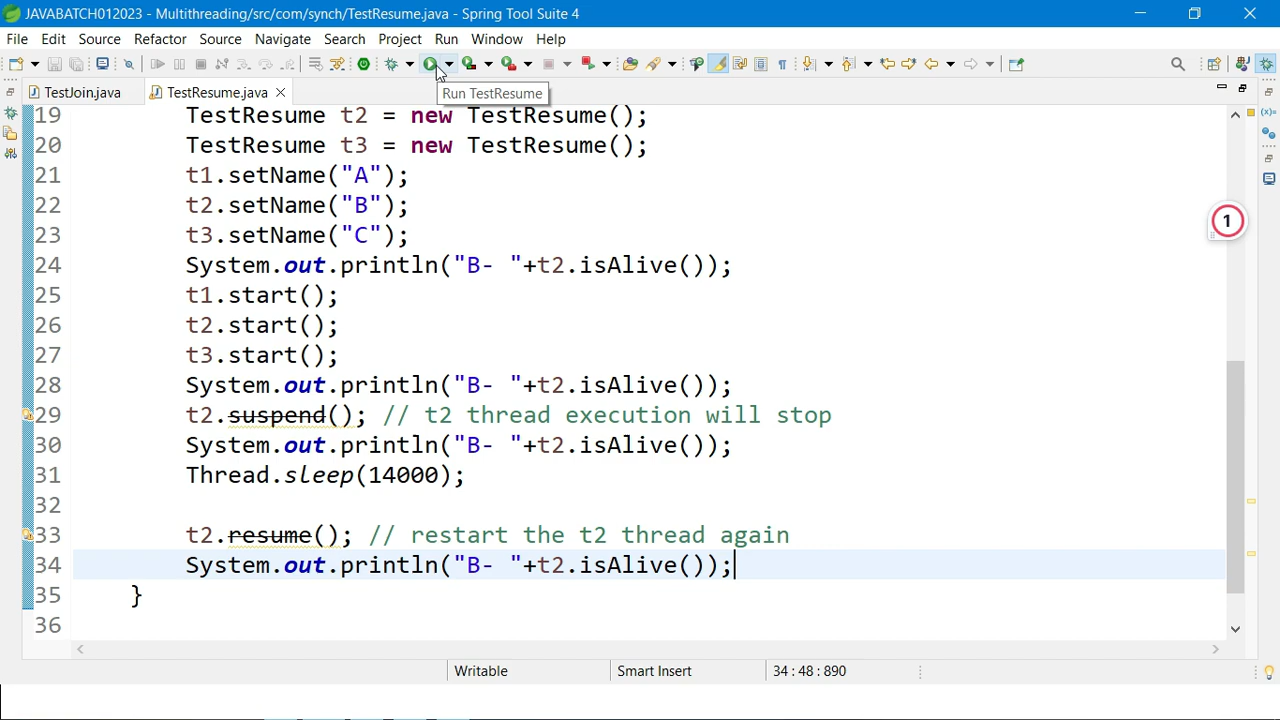 JAVABATCH012023 - Multithreading/src/com/synch/TestResume.java - Spring Tool Suite 4
File Edit Source Refactor Source Navigate Search Project Run Window Help
TestJoin.java TestResume.java
Run TestResume
19 TestResume t2 = new TestResume();
20 TestResume t3 = new TestResume();
21 t1.setName("A");
22 t2.setName("B");
23 t3.setName("C");
24 System.out.println("B- "+t2.isAlive());
25 t1.start();
26 t2.start();
27 t3.start();
28 System.out.println("B- "+t2.isAlive());
29 t2.suspend(); // t2 thread execution will stop
30 System.out.println("B- "+t2.isAlive());
31 Thread.sleep(14000);
32
33 t2.resume(); // restart the t2 thread again
34 System.out.println("B- "+t2.isAlive());
35 }
36
1
Writable Smart Insert 34 : 48 : 890